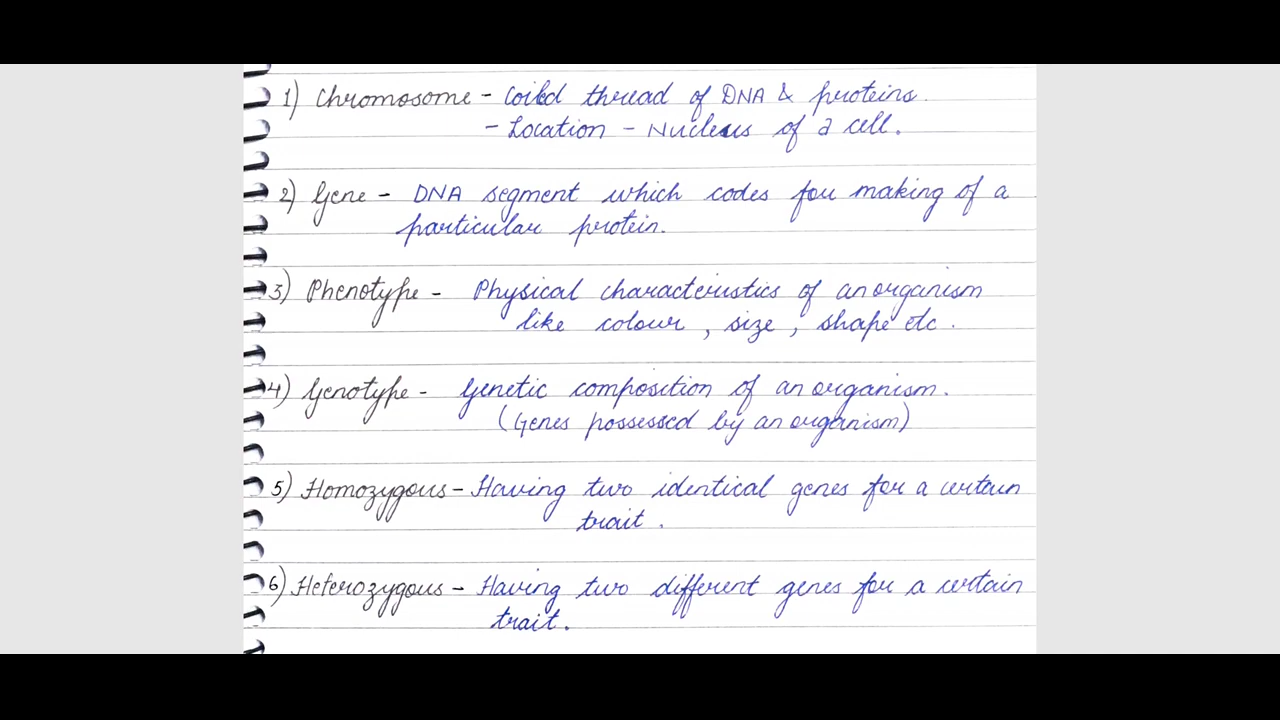 1) Chromosome - Coiled thread of DNA & proteins.
- Location - Nucleus of a cell.
2) Gene - DNA segment which codes for making of a
particular protein.
3) Phenotype - Physical characteristics of an organism
like colour, size, shape etc.
4) Genotype - Genetic composition of an organism.
(Genes possessed by an organism)
5) Homozygous - Having two identical genes for a certain
trait.
6) Heterozygous - Having two different genes for a certain
trait.